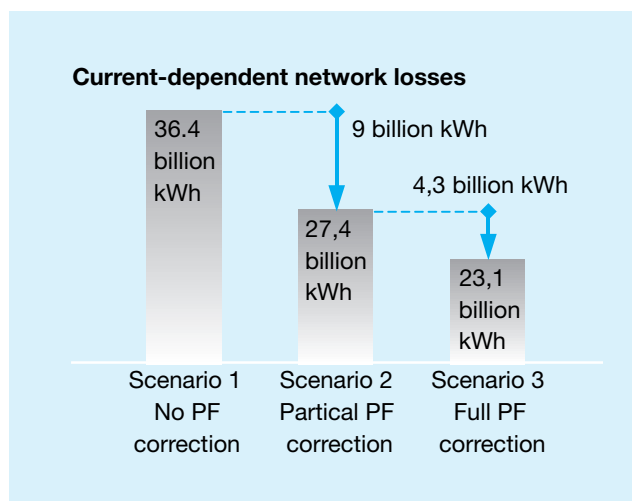 Current-dependent network losses
36.4
billion
kWh
9 billion kWh
4,3 billion kWh
27,4
billion
kWh
23,1
billion
kWh
Scenario 1
No PF
correction
Scenario 2
Partical PF
correction
Scenario 3
Full PF
correction